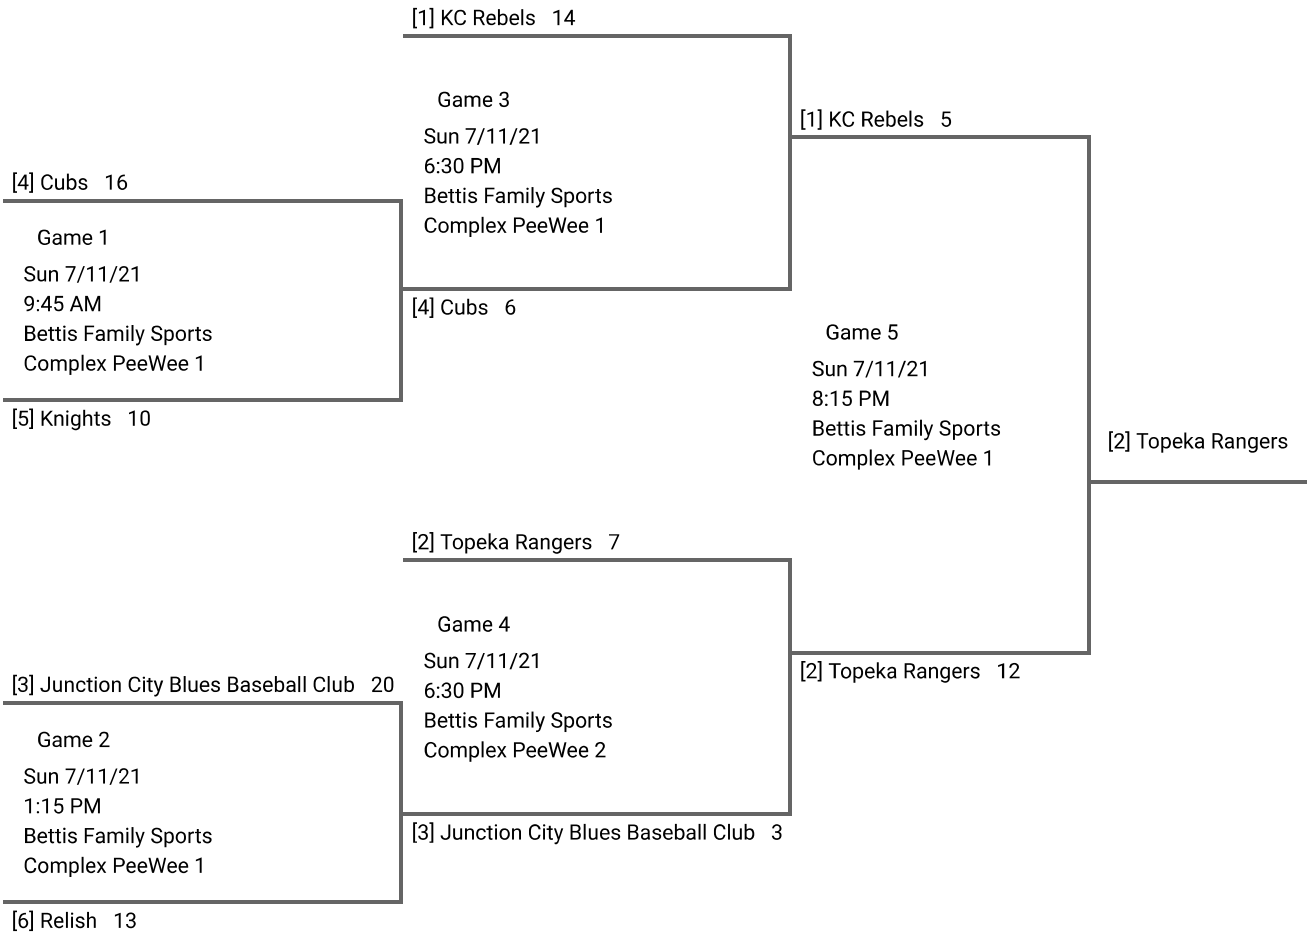 [1] KC Rebels 14
Game 3
Sun 7/11/21
6:30 PM
Bettis Family Sports
Complex PeeWee 1
[1] KC Rebels 5
[4] Cubs 16
Game 1
Sun 7/11/21
9:45 AM
Bettis Family Sports
Complex PeeWee 1
[4] Cubs 6
[5] Knights 10
Game 5
Sun 7/11/21
8:15 PM
Bettis Family Sports
Complex PeeWee 1
[2] Topeka Rangers
[2] Topeka Rangers 7
Game 4
Sun 7/11/21
6:30 PM
Bettis Family Sports
Complex PeeWee 2
[2] Topeka Rangers 12
[3] Junction City Blues Baseball Club 20
Game 2
Sun 7/11/21
1:15 PM
Bettis Family Sports
Complex PeeWee 1
[3] Junction City Blues Baseball Club 3
[6] Relish 13